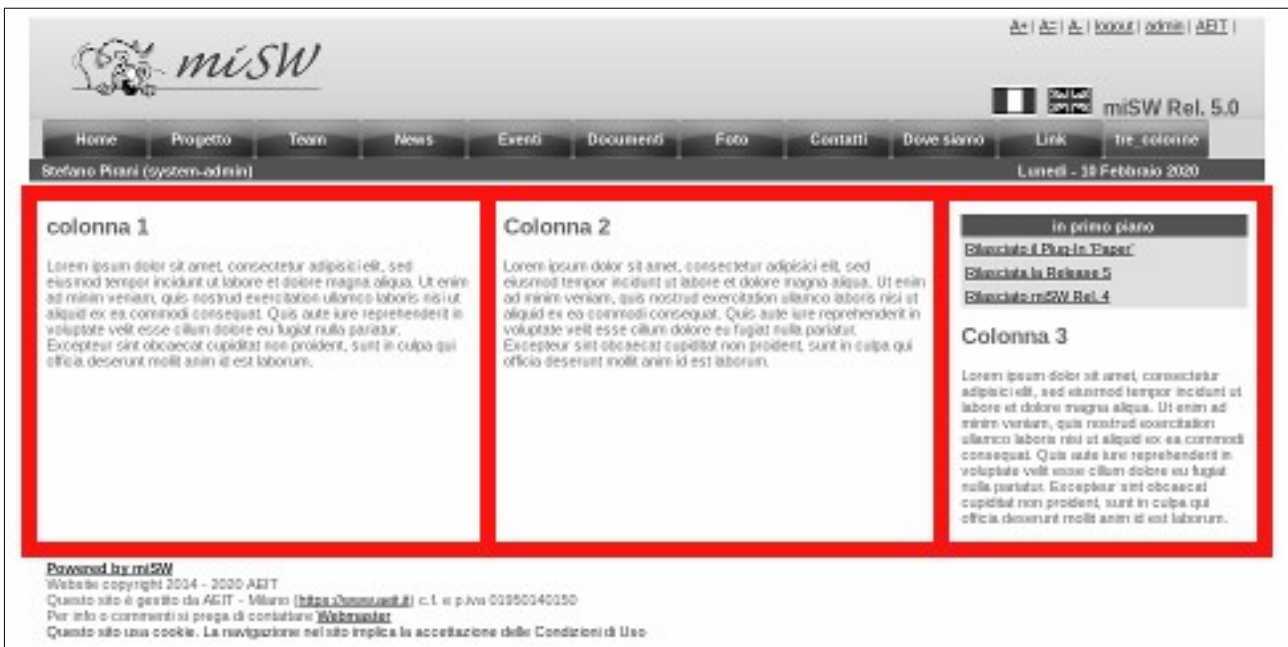 A+ | A= | A- | logout | admin | AEIT |
miSW
miSW Rel. 5.0
Home Progetto Team News Eventi Documenti Foto Contatti Dove siamo Link tre_colonne
Stefano Pirani (system-admin) Lunedì - 10 Febbraio 2020
colonna 1
Lorem ipsum dolor sit amet, consectetur adipisici elit, sed
eiusmod tempor incidunt ut labore et dolore magna aliqua. Ut enim
ad minim veniam, quis nostrud exercitation ullamco laboris nisi ut
aliquid ex ea commodi consequat. Quis aute iure reprehenderit in
voluptate velit esse cillum dolore eu fugiat nulla pariatur.
Excepteur sint obcaecat cupiditat non proident, sunt in culpa qui
officia deserunt mollit anim id est laborum.
Colonna 2
Lorem ipsum dolor sit amet, consectetur adipisici elit, sed
eiusmod tempor incidunt ut labore et dolore magna aliqua. Ut enim
ad minim veniam, quis nostrud exercitation ullamco laboris nisi ut
aliquid ex ea commodi consequat. Quis aute iure reprehenderit in
voluptate velit esse cillum dolore eu fugiat nulla pariatur.
Excepteur sint obcaecat cupiditat non proident, sunt in culpa qui
officia deserunt mollit anim id est laborum.
in primo piano
Rilasciato il Plug-In 'Paper'
Rilasciata la Release 5
Rilasciato miSW Rel. 4
Colonna 3
Lorem ipsum dolor sit amet, consectetur
adipisici elit, sed eiusmod tempor incidunt ut
labore et dolore magna aliqua. Ut enim ad
minim veniam, quis nostrud exercitation
ullamco laboris nisi ut aliquid ex ea commodi
consequat. Quis aute iure reprehenderit in
voluptate velit esse cillum dolore eu fugiat
nulla pariatur. Excepteur sint obcaecat
cupiditat non proident, sunt in culpa qui
officia deserunt mollit anim id est laborum.
Powered by miSW
Website copyright 2014 - 2020 AEIT
Questo sito è gestito da AEIT - Milano (https://www.aeit.it) c.f. e p.iva 01950140150
Per info o commenti si prega di contattare Webmaster
Questo sito usa cookie. La navigazione nel sito implica la accettazione delle Condizioni di Uso